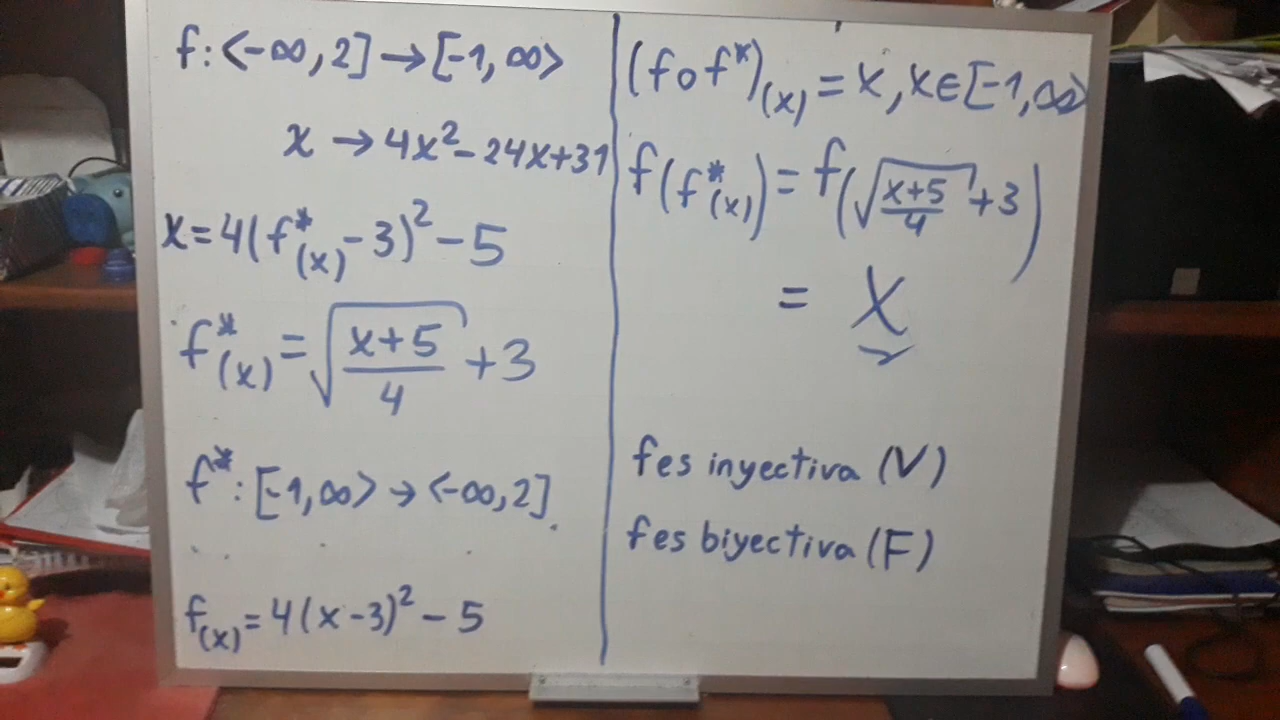 f: <-∞, 2] → [-1, ∞>
x → 4x² - 24x + 31
x = 4(f*(x) - 3)² - 5
f*(x) = √((x+5)/4) + 3
f*: [-1, ∞> → <-∞, 2].
f(x) = 4(x-3)² - 5
(f o f*)(x) = x, x ∈ [-1, ∞>
f(f*(x)) = f(√((x+5)/4) + 3)
= x
f es inyectiva (V)
f es biyectiva (F)